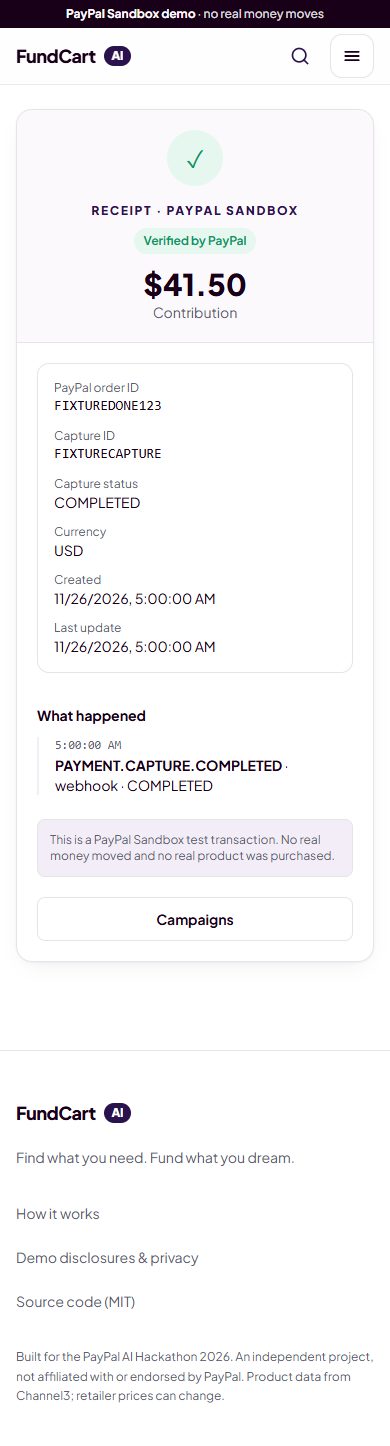 PayPal Sandbox demo · no real money moves
FundCart AI
RECEIPT · PAYPAL SANDBOX
Verified by PayPal
$41.50
Contribution
PayPal order ID
FIXTUREDONE123
Capture ID
FIXTURECAPTURE
Capture status
COMPLETED
Currency
USD
Created
11/26/2026, 5:00:00 AM
Last update
11/26/2026, 5:00:00 AM
What happened
5:00:00 AM
PAYMENT.CAPTURE.COMPLETED ·
webhook · COMPLETED
This is a PayPal Sandbox test transaction. No real
money moved and no real product was purchased.
Campaigns
FundCart AI
Find what you need. Fund what you dream.
How it works
Demo disclosures & privacy
Source code (MIT)
Built for the PayPal AI Hackathon 2026. An independent project,
not affiliated with or endorsed by PayPal. Product data from
Channel3; retailer prices can change.